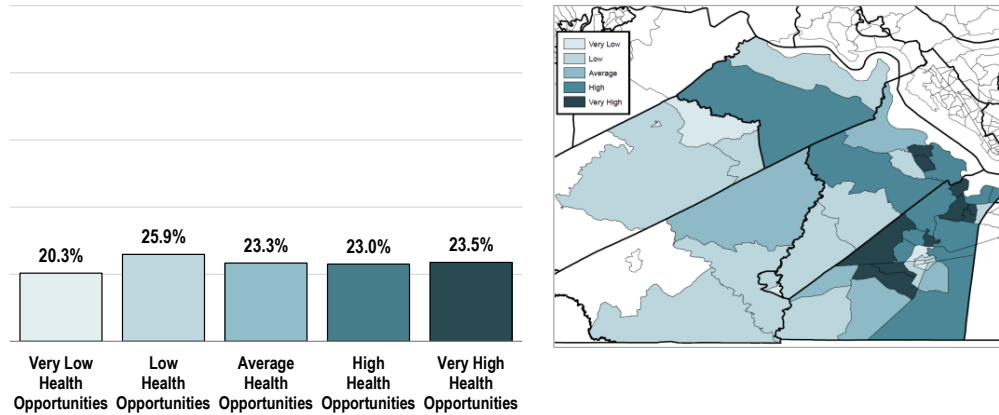 20.3%
25.9%
23.3%
23.0%
23.5%
Very Low
Health
Opportunities
Low
Health
Opportunities
Average
Health
Opportunities
High
Health
Opportunities
Very High
Health
Opportunities
Very Low
Low
Average
High
Very High